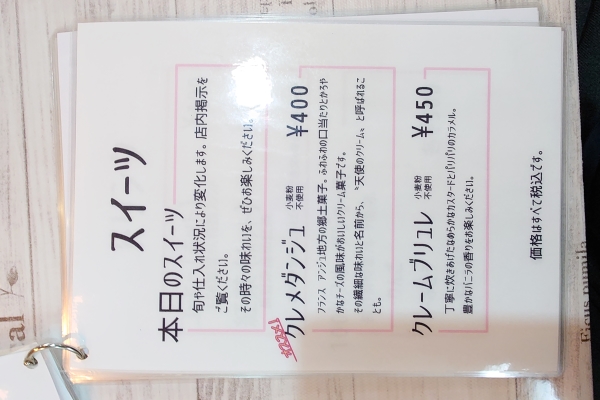 スイーツ
本日のスイーツ
旬や仕入れ状況により変化します。店内掲示を
ご覧ください。
その時々の味わいを、ぜひお楽しみください。
オススメ!
クレメダンジュ 小麦粉不使用 ¥400
フランス アンジュ地方の郷土菓子。ふわふわの口当たりとかろや
かなチーズの風味がおいしいクリーム菓子です。
その繊細な味わいと名前から、〝天使のクリーム〟と呼ばれるこ
とも。
クレームブリュレ 小麦粉不使用 ¥450
丁寧に炊きあげたなめらかなカスタードとパリパリのカラメル。
豊かなバニラの香りをお楽しみください。
価格はすべて税込です。
al
Ficus pumila